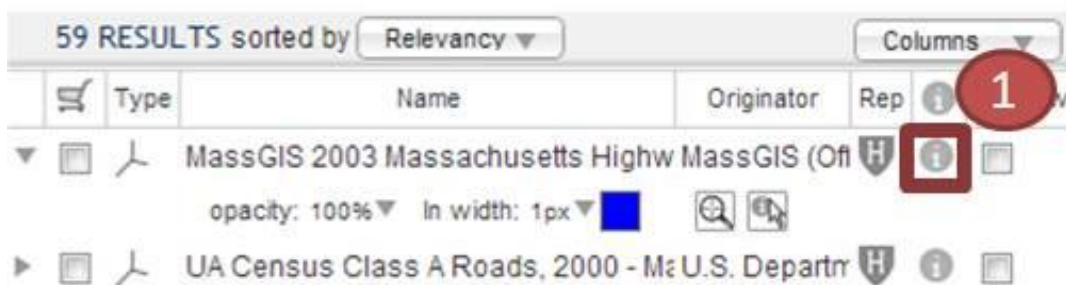 59 RESULTS sorted by Relevancy Columns
Type Name Originator Rep 1
MassGIS 2003 Massachusetts Highw MassGIS (Off
opacity: 100% ln width: 1px
UA Census Class A Roads, 2000 - Ma U.S. Departm